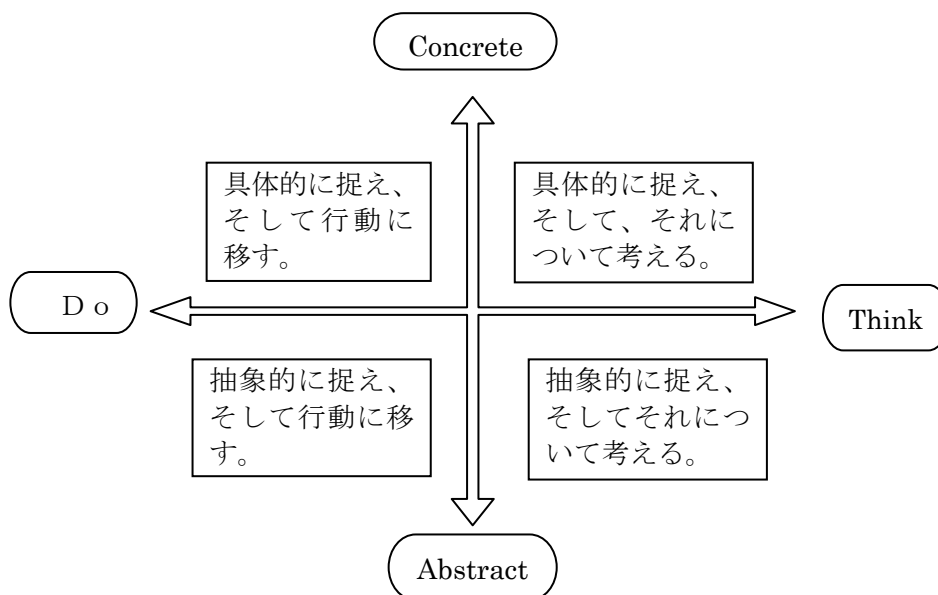 Concrete
具体的に捉え、
そして行動に
移す。
具体的に捉え、
そして、それに
ついて考える。
Ｄｏ
Think
抽象的に捉え、
そして行動に移
す。
抽象的に捉え、
そしてそれにつ
いて考える。
Abstract